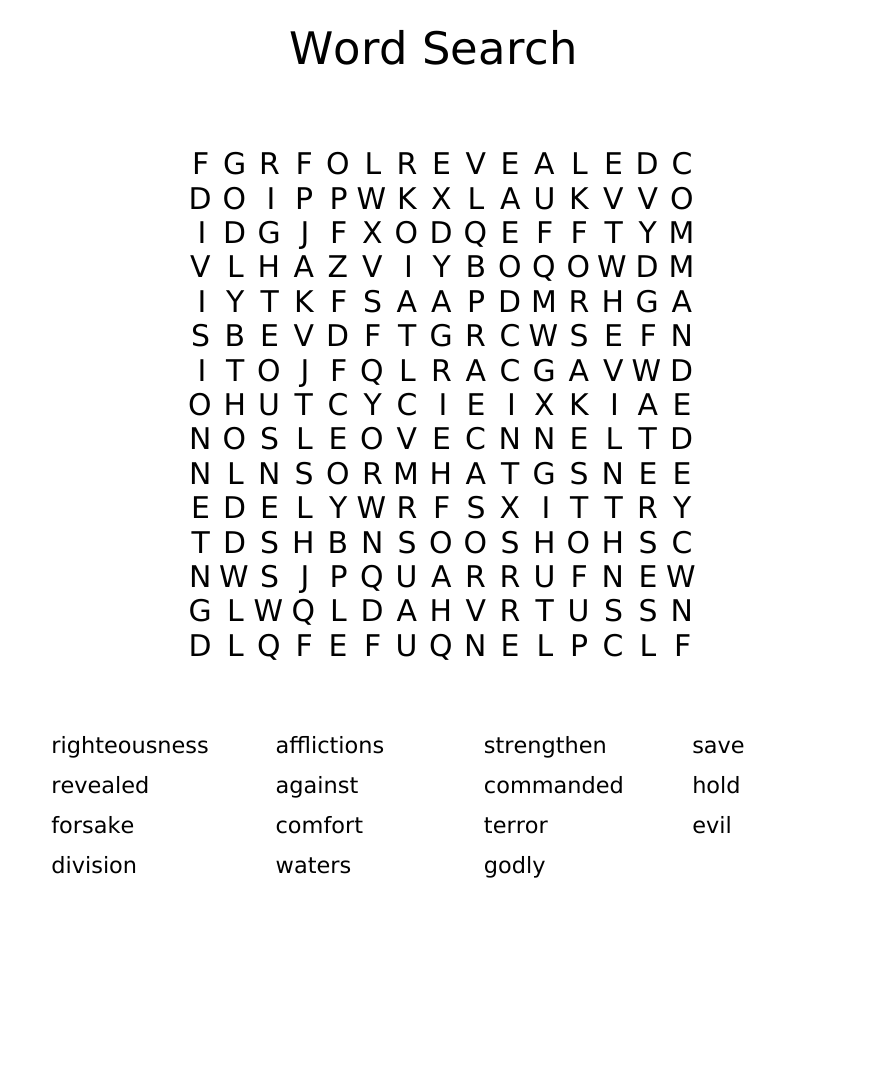 Word Search
F G R F O L R E V E A L E D C
D O I P P W K X L A U K V V O
I D G J F X O D Q E F F T Y M
V L H A Z V I Y B O Q O W D M
I Y T K F S A A P D M R H G A
S B E V D F T G R C W S E F N
I T O J F Q L R A C G A V W D
O H U T C Y C I E I X K I A E
N O S L E O V E C N N E L T D
N L N S O R M H A T G S N E E
E D E L Y W R F S X I T T R Y
T D S H B N S O O S H O H S C
N W S J P Q U A R R U F N E W
G L W Q L D A H V R T U S S N
D L Q F E F U Q N E L P C L F
righteousness afflictions strengthen save
revealed against commanded hold
forsake comfort terror evil
division waters godly